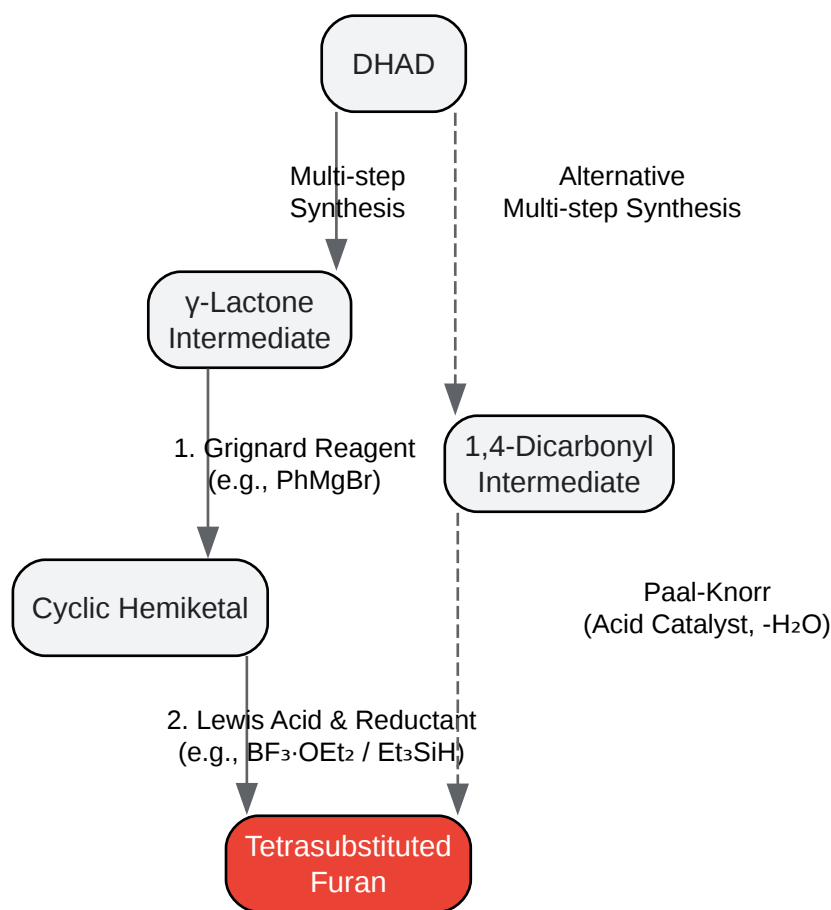 DHAD
Multi-step
Synthesis
Alternative
Multi-step Synthesis
γ-Lactone
Intermediate
1. Grignard Reagent
(e.g., PhMgBr)
1,4-Dicarbonyl
Intermediate
Cyclic Hemiketal
Paal-Knorr
(Acid Catalyst, -H₂O)
2. Lewis Acid & Reductant
(e.g., BF₃·OEt₂ / Et₃SiH)
Tetrasubstituted
Furan